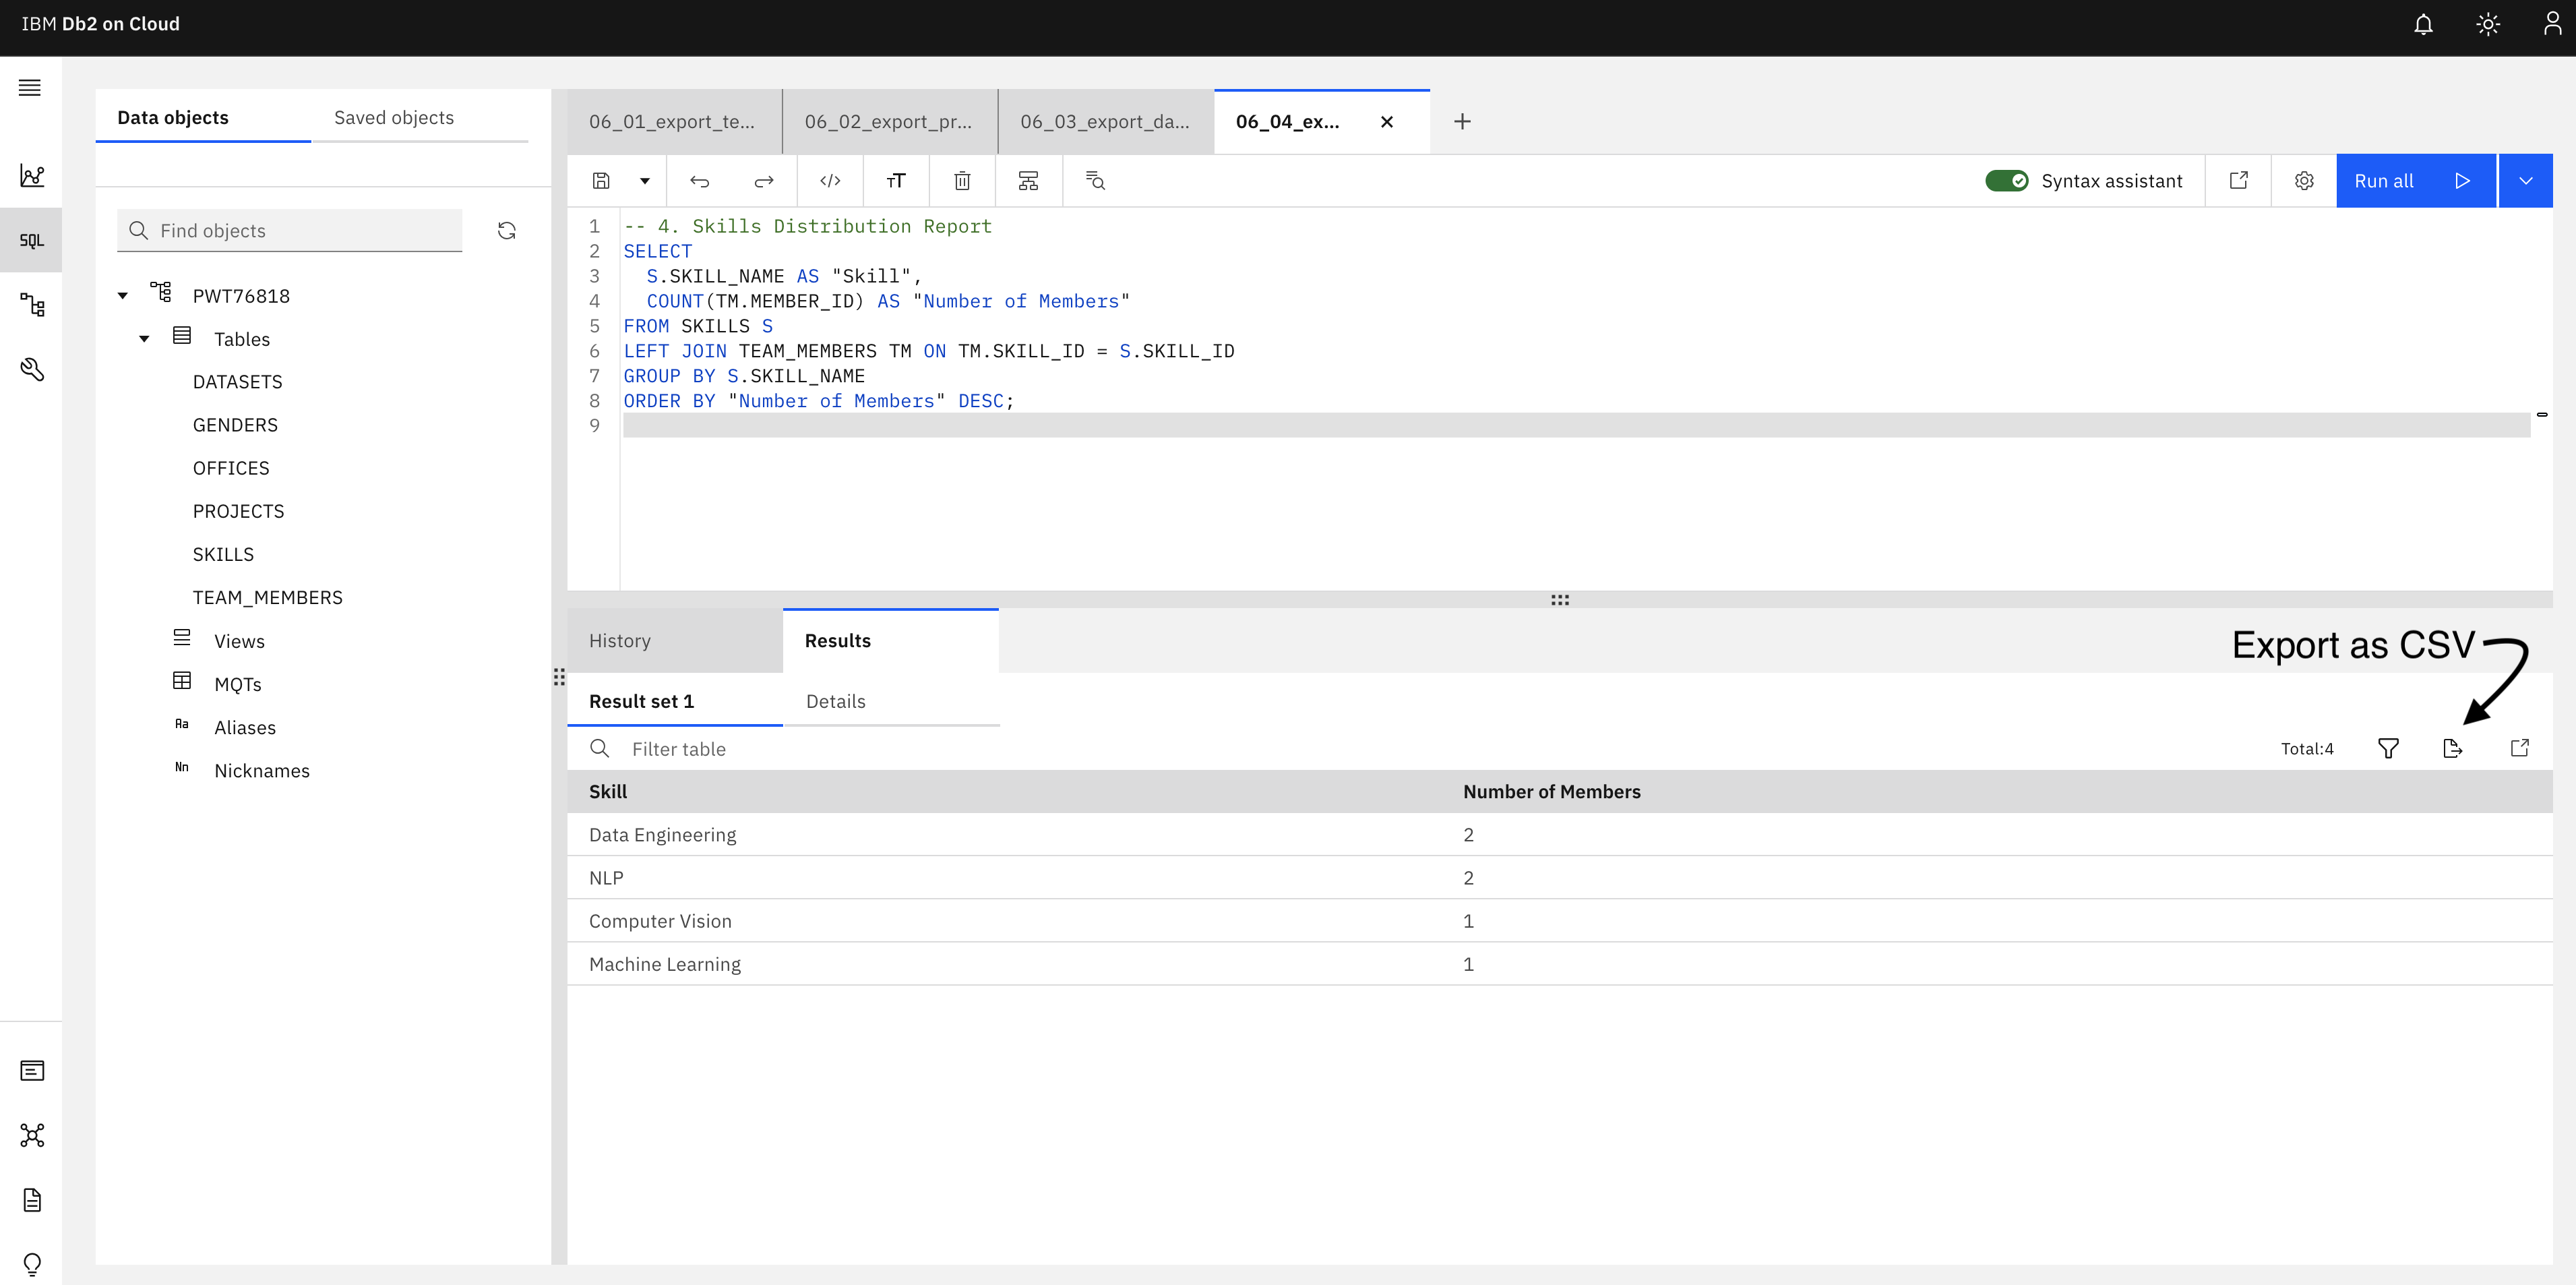 IBM Db2 on Cloud
Data objects
Saved objects
Find objects
PWT76818
Tables
DATASETS
GENDERS
OFFICES
PROJECTS
SKILLS
TEAM_MEMBERS
Views
MQTs
Aa Aliases
Nn Nicknames
SQL
06_01_export_te...
06_02_export_pr...
06_03_export_da...
06_04_ex...
Syntax assistant
Run all
1 -- 4. Skills Distribution Report
2 SELECT
3 S.SKILL_NAME AS "Skill",
4 COUNT(TM.MEMBER_ID) AS "Number of Members"
5 FROM SKILLS S
6 LEFT JOIN TEAM_MEMBERS TM ON TM.SKILL_ID = S.SKILL_ID
7 GROUP BY S.SKILL_NAME
8 ORDER BY "Number of Members" DESC;
9
History
Results
Export as CSV
Result set 1
Details
Filter table
Total:4
Skill Number of Members
Data Engineering 2
NLP 2
Computer Vision 1
Machine Learning 1